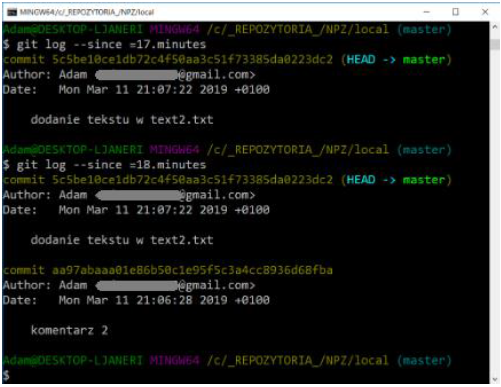 MINGW64:/c/_REPOZYTORIA_/NPZ/local
Adam@DESKTOP-LJANERI MINGW64 /c/_REPOZYTORIA_/NPZ/local (master)
$ git log --since =17.minutes
commit 5c5be10ce1db72c4f50aa3c51f73385da0223dc2 (HEAD -> master)
Author: Adam < @gmail.com>
Date: Mon Mar 11 21:07:22 2019 +0100
dodanie tekstu w text2.txt
Adam@DESKTOP-LJANERI MINGW64 /c/_REPOZYTORIA_/NPZ/local (master)
$ git log --since =18.minutes
commit 5c5be10ce1db72c4f50aa3c51f73385da0223dc2 (HEAD -> master)
Author: Adam < @gmail.com>
Date: Mon Mar 11 21:07:22 2019 +0100
dodanie tekstu w text2.txt
commit aa97abaaa01e86b50c1e95f5c3a4cc8936d68fba
Author: Adam < @gmail.com>
Date: Mon Mar 11 21:06:28 2019 +0100
komentarz 2
Adam@DESKTOP-LJANERI MINGW64 /c/_REPOZYTORIA_/NPZ/local (master)
$